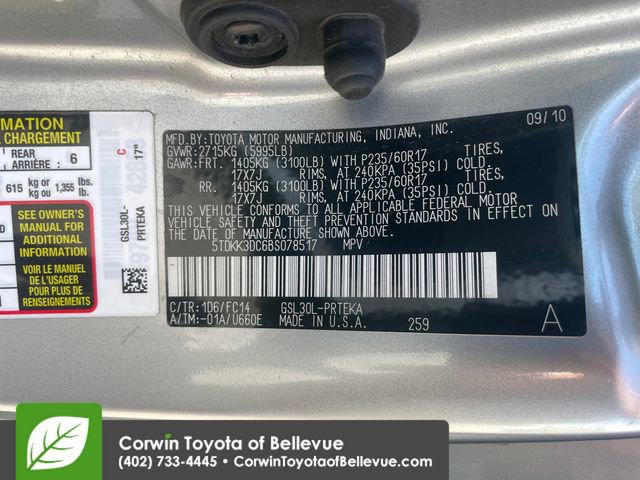 MATION
CHARGEMENT
REAR
ARRIÈRE : 6
615 kg or 1,355 lbs.
kg ou lb.
SEE OWNER'S
MANUAL FOR
ADDITIONAL
INFORMATION
VOIR LE MANUEL
DE L'USAGER
POUR PLUS DE
RENSEIGNEMENTS
GSL30L-
PRTEKA
C
17"
09/10
MFD.BY:TOYOTA MOTOR MANUFACTURING, INDIANA, INC.
GVWR:2715KG (5995LB)
GAWR:FRT. 1405KG (3100LB) WITH P235/60R17 TIRES,
17X7J RIMS, AT 240KPA (35PSI) COLD.
RR. 1405KG (3100LB) WITH P235/60R17 TIRES,
17X7J RIMS, AT 240KPA (35PSI) COLD.
THIS VEHICLE CONFORMS TO ALL APPLICABLE FEDERAL MOTOR
VEHICLE SAFETY AND THEFT PREVENTION STANDARDS IN EFFECT
ON THE DATE OF MANUFACTURE SHOWN ABOVE.
5TDKK3DC6BS078517 MPV
C/TR:1D6/FC14 GSL30L-PRTEKA
A/TM:-01A/U660E MADE IN U.S.A. 259 A
Corwin Toyota of Bellevue
(402) 733-4445 • CorwinToyotaofBellevue.com